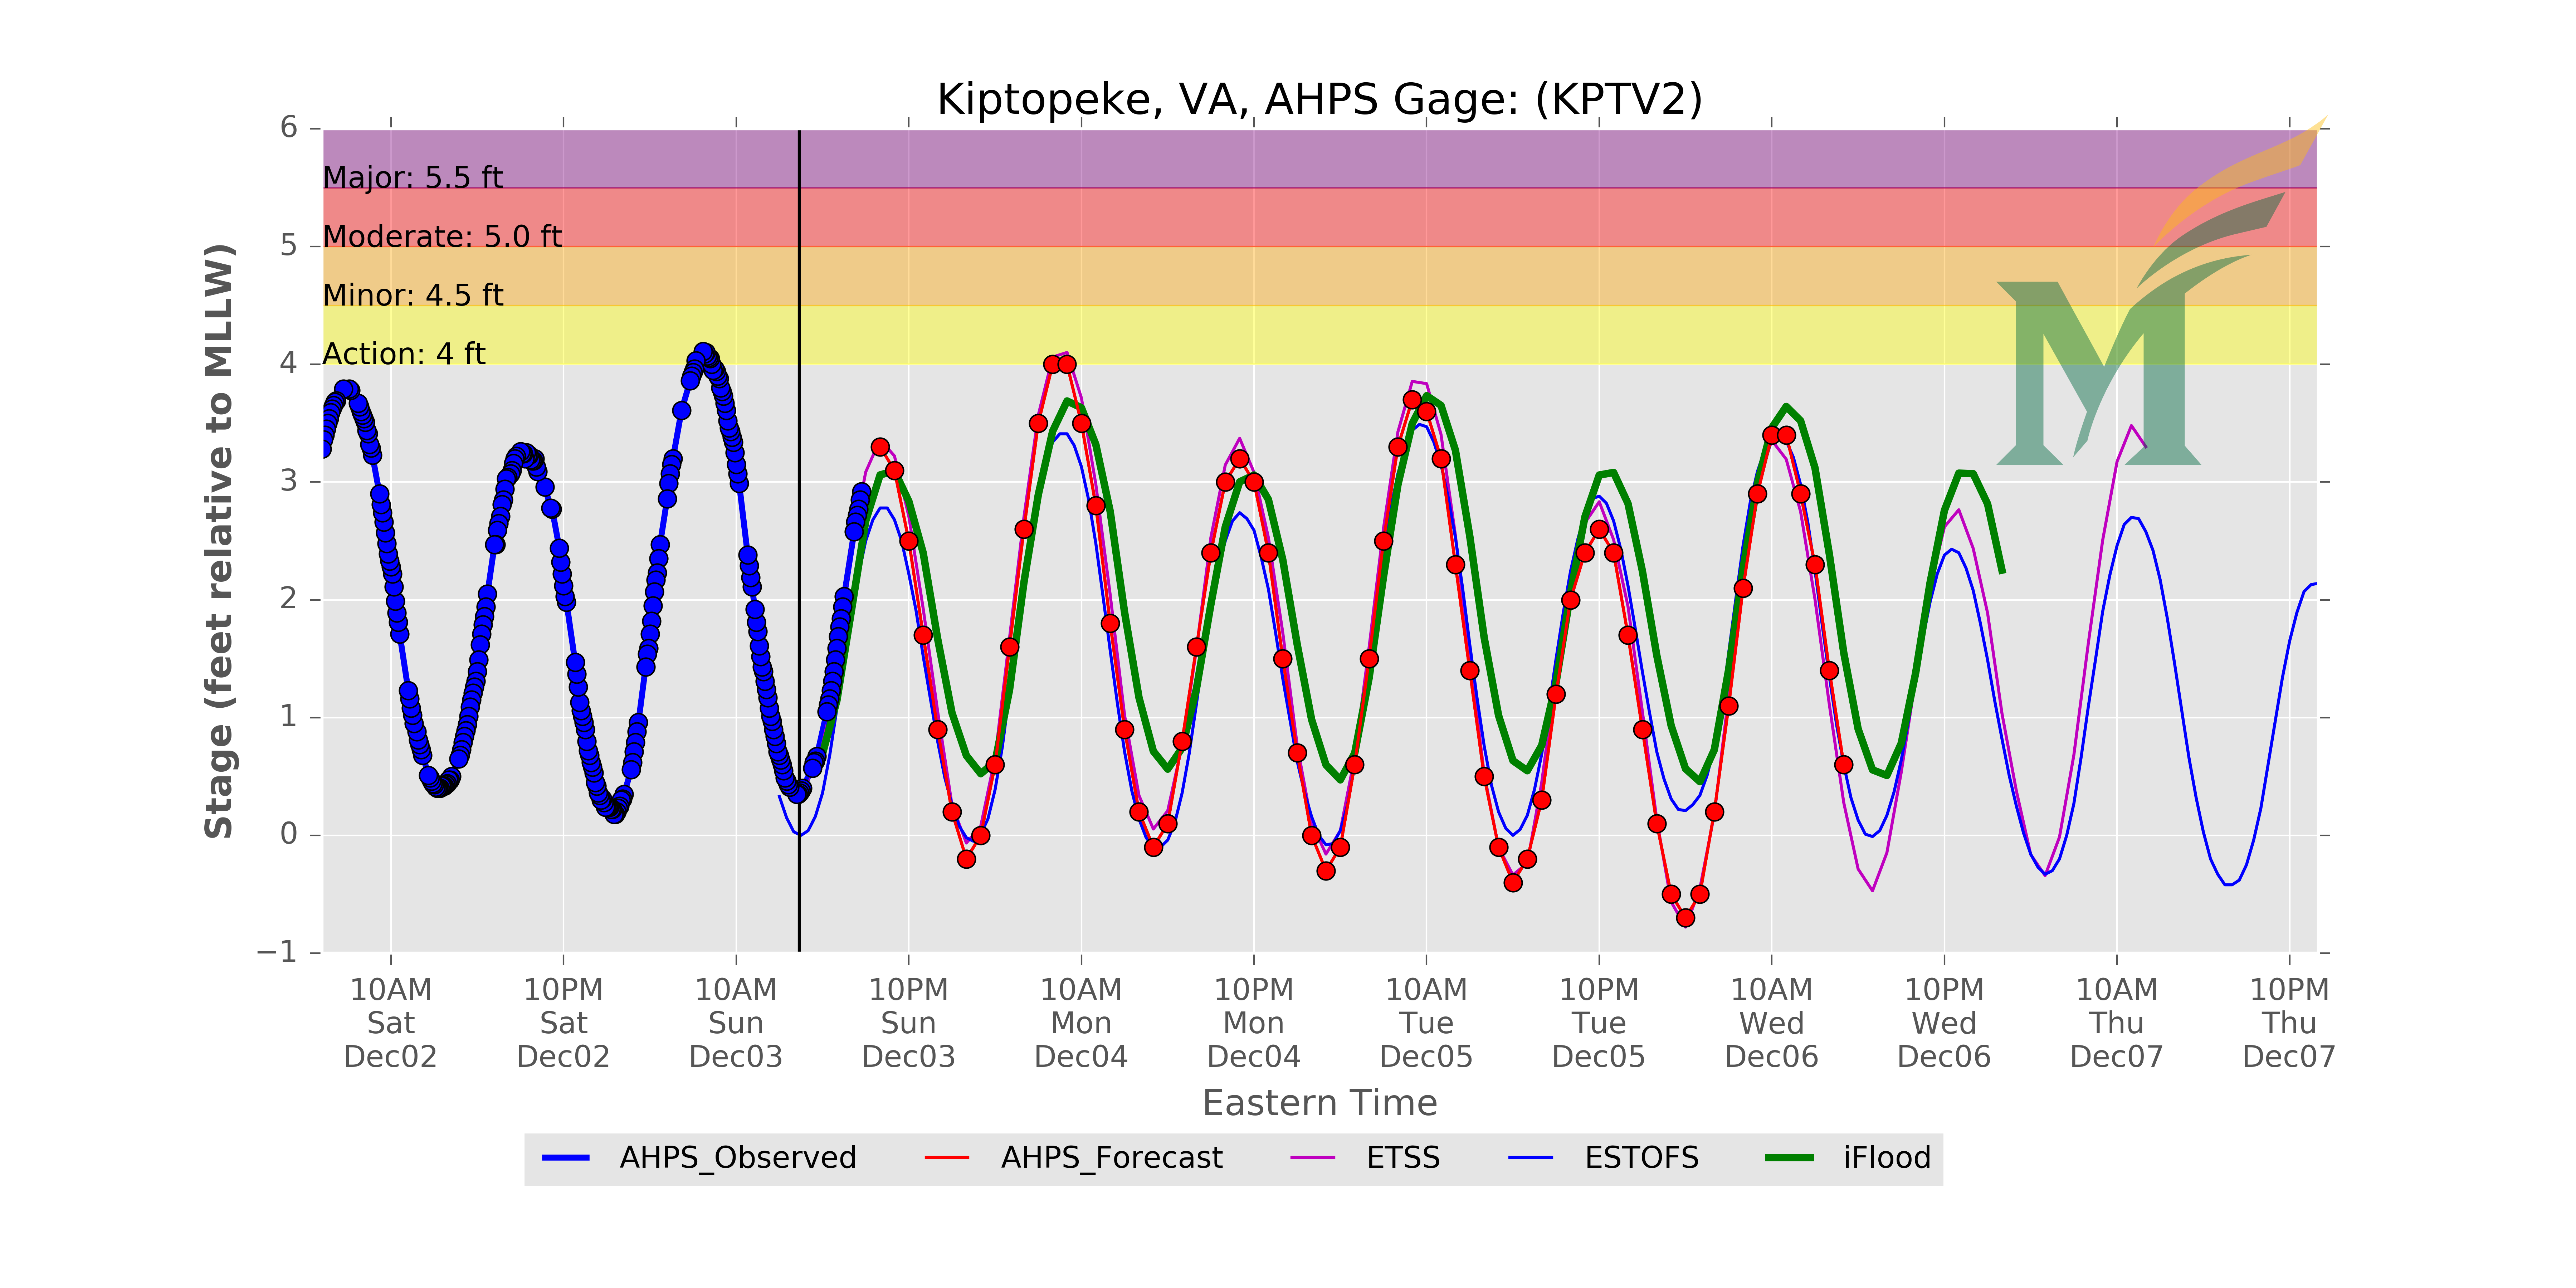 Kiptopeke, VA, AHPS Gage: (KPTV2)
Stage (feet relative to MLLW)
6
5
4
3
2
1
0
−1
Major: 5.5 ft
Moderate: 5.0 ft
Minor: 4.5 ft
Action: 4 ft
M
10AM Sat Dec02
10PM Sat Dec02
10AM Sun Dec03
10PM Sun Dec03
10AM Mon Dec04
10PM Mon Dec04
10AM Tue Dec05
10PM Tue Dec05
10AM Wed Dec06
10PM Wed Dec06
10AM Thu Dec07
10PM Thu Dec07
Eastern Time
AHPS_Observed
AHPS_Forecast
ETSS
ESTOFS
iFlood